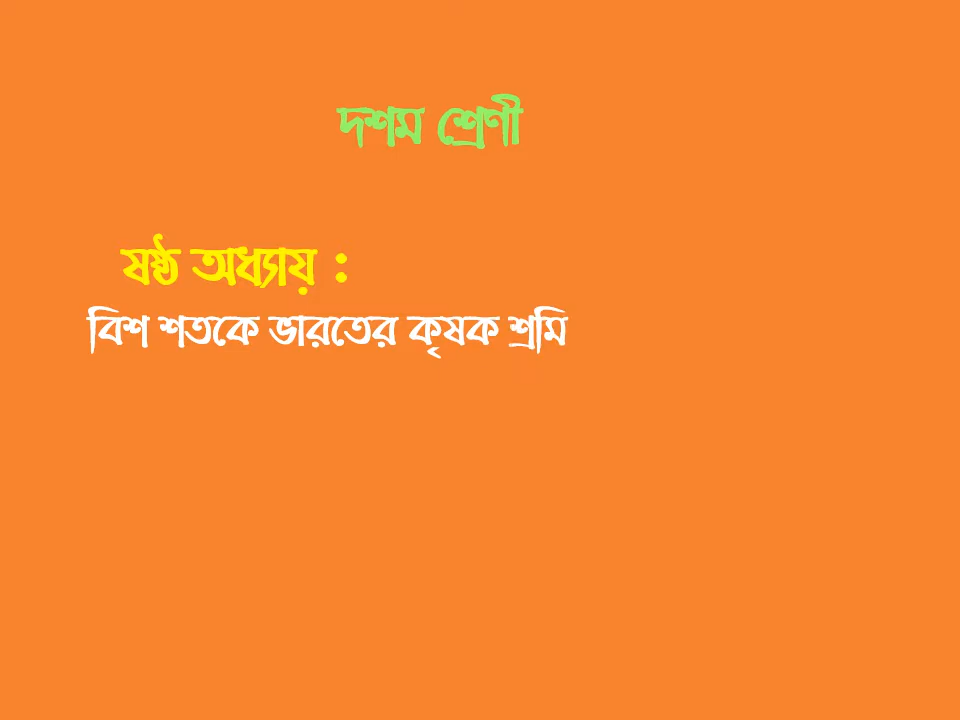 দশম শ্রেণী
ষষ্ঠ অধ্যায় :
বিশ শতকে ভারতের কৃষক শ্রমি